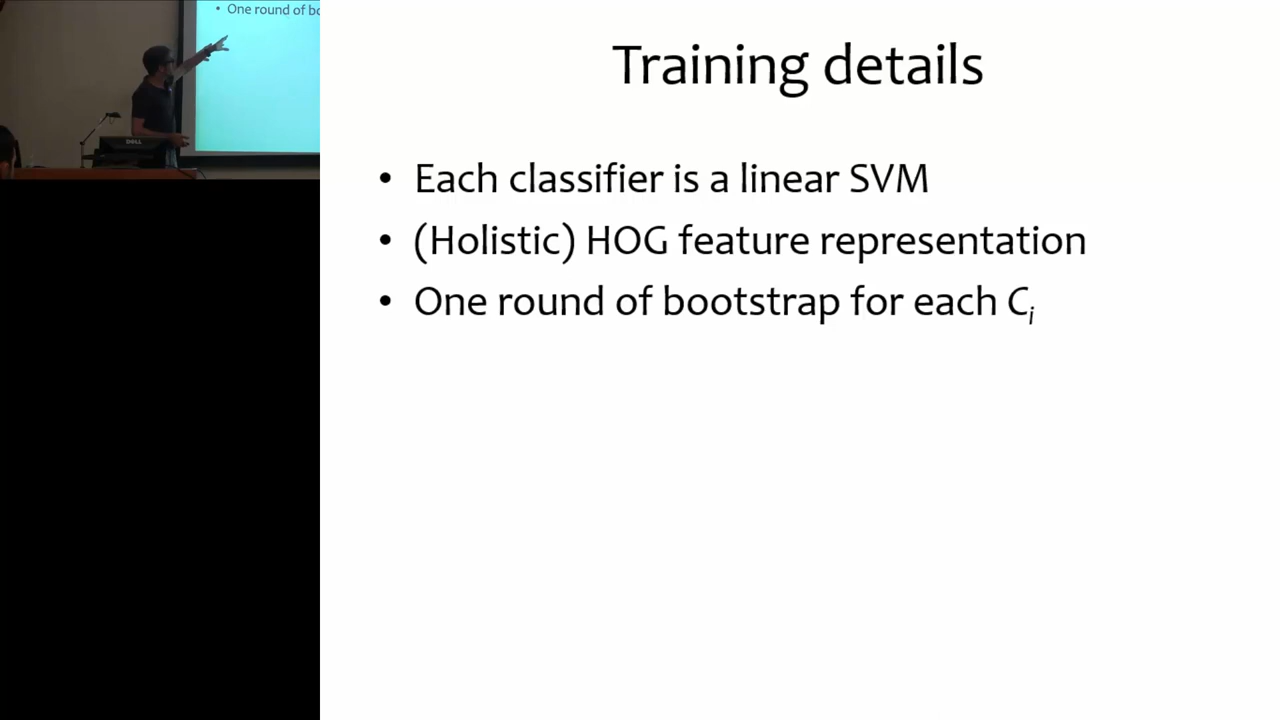 • One round of bo
DELL
Training details
• Each classifier is a linear SVM
• (Holistic) HOG feature representation
• One round of bootstrap for each Ci